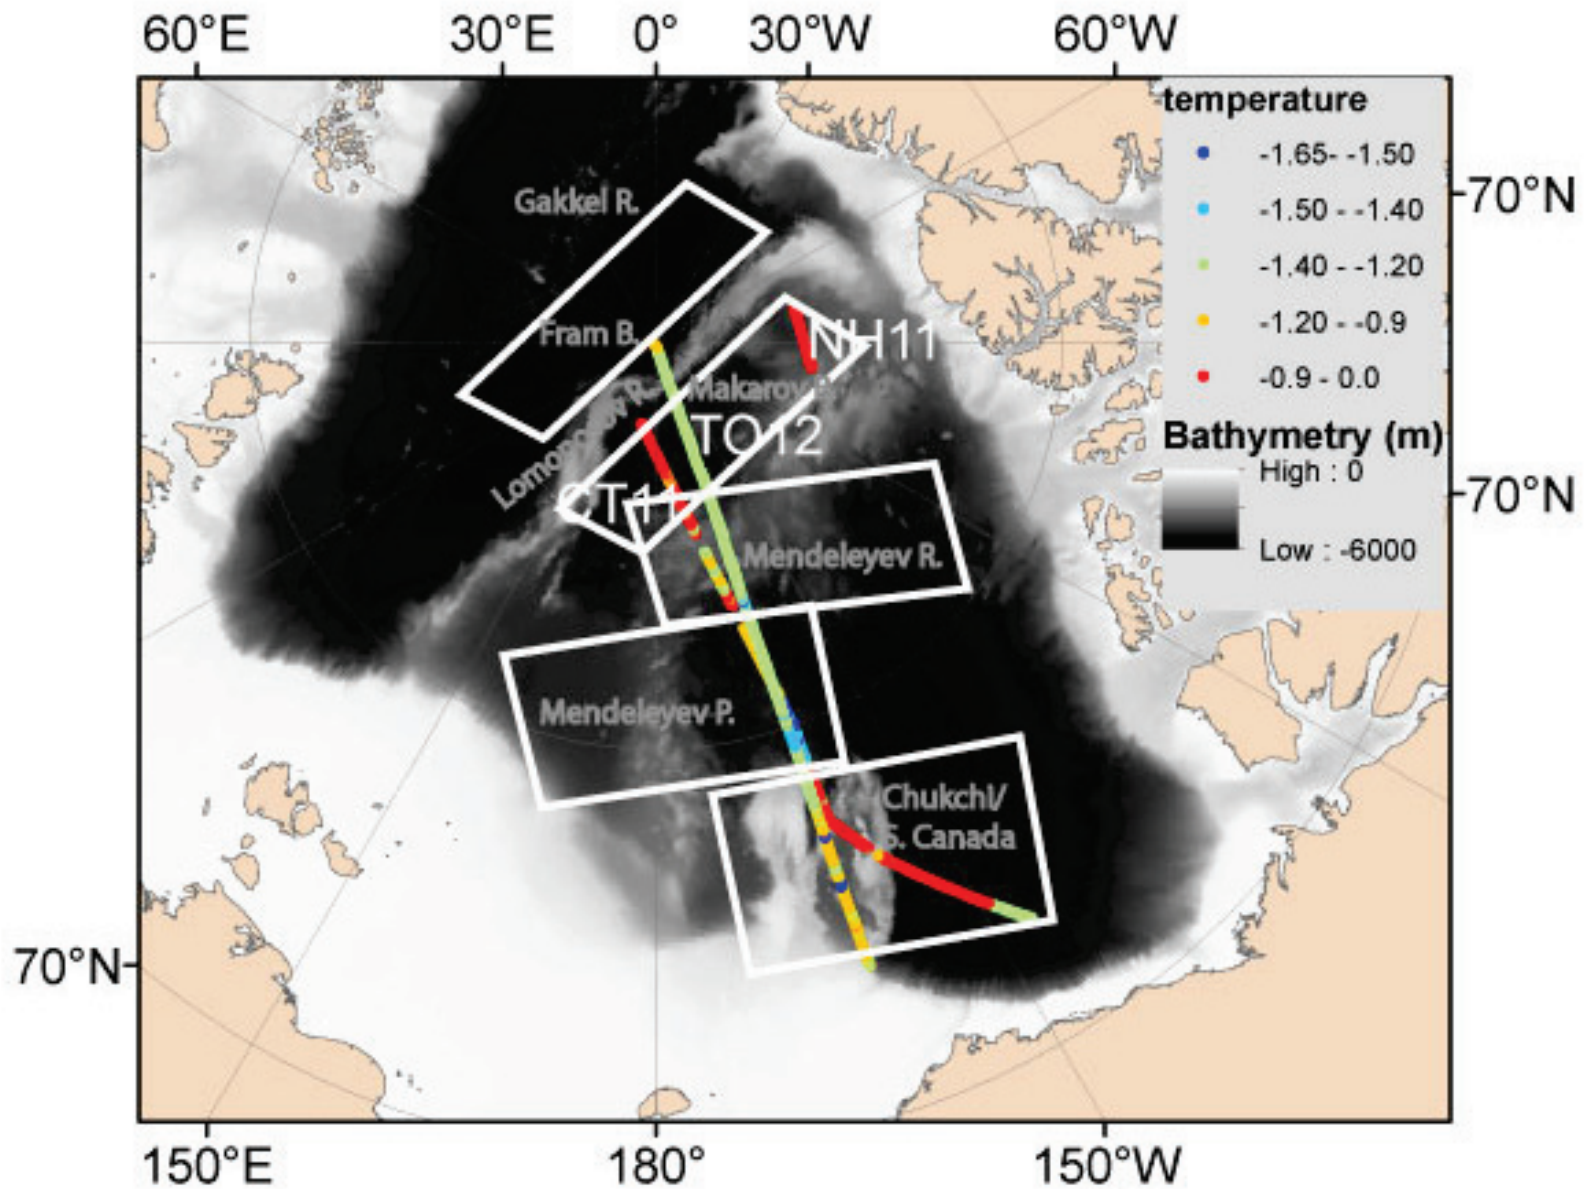 60°E 30°E 0° 30°W 60°W
temperature
-1.65- -1.50
-1.50 - -1.40
-1.40 - -1.20
-1.20 - -0.9
-0.9 - 0.0
Bathymetry (m)
High : 0
Low : -6000
70°N
70°N
Gakkel R.
Fram B.
NH11
Lomonosov R.
Makarov B.
TO12
CT11
Mendeleyev R.
Mendeleyev P.
Chukchi/
S. Canada
70°N
150°E 180° 150°W